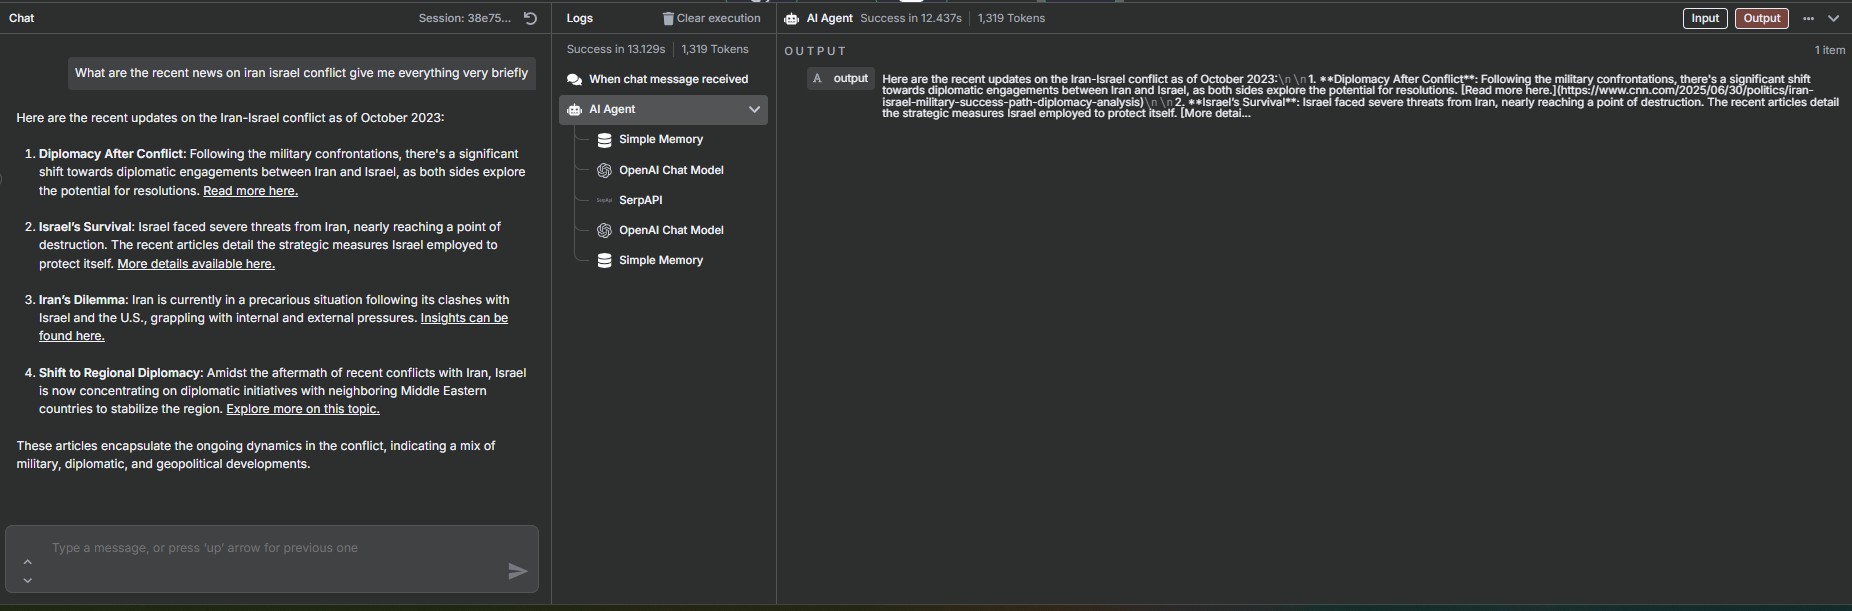 Chat
Session: 38e75...
What are the recent news on iran israel conflict give me everything very briefly
Here are the recent updates on the Iran-Israel conflict as of October 2023:
1. Diplomacy After Conflict: Following the military confrontations, there's a significant
shift towards diplomatic engagements between Iran and Israel, as both sides explore
the potential for resolutions. Read more here.
2. Israel’s Survival: Israel faced severe threats from Iran, nearly reaching a point of
destruction. The recent articles detail the strategic measures Israel employed to
protect itself. More details available here.
3. Iran’s Dilemma: Iran is currently in a precarious situation following its clashes with
Israel and the U.S., grappling with internal and external pressures. Insights can be
found here.
4. Shift to Regional Diplomacy: Amidst the aftermath of recent conflicts with Iran, Israel
is now concentrating on diplomatic initiatives with neighboring Middle Eastern
countries to stabilize the region. Explore more on this topic.
These articles encapsulate the ongoing dynamics in the conflict, indicating a mix of
military, diplomatic, and geopolitical developments.
Type a message, or press 'up' arrow for previous one
Logs
Clear execution
Success in 13.129s 1,319 Tokens
When chat message received
AI Agent
Simple Memory
OpenAI Chat Model
SerpApi SerpAPI
OpenAI Chat Model
Simple Memory
AI Agent Success in 12.437s 1,319 Tokens
Input Output
OUTPUT
1 item
A output
Here are the recent updates on the Iran-Israel conflict as of October 2023:\n\n1. **Diplomacy After Conflict**: Following the military confrontations, there's a significant shift
towards diplomatic engagements between Iran and Israel, as both sides explore the potential for resolutions. [Read more here.](https://www.cnn.com/2025/06/30/politics/iran-
israel-military-success-path-diplomacy-analysis)\n\n2. **Israel’s Survival**: Israel faced severe threats from Iran, nearly reaching a point of destruction. The recent articles detail
the strategic measures Israel employed to protect itself. [More detai...